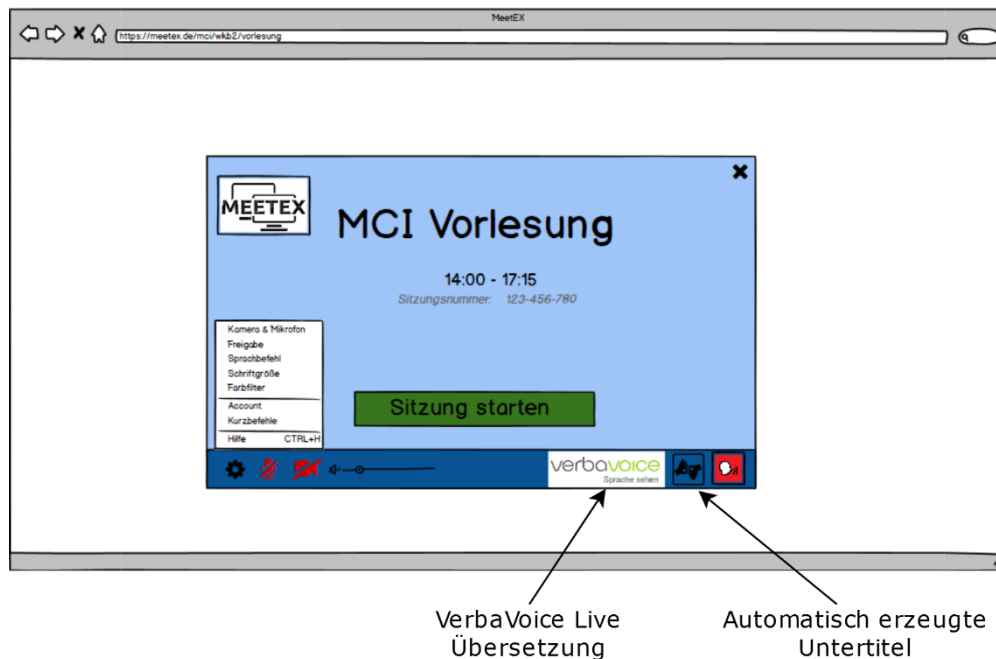 MeetEX
https://meetex.de/mci/wkb2/vorlesung
MEETEX
MCI Vorlesung
14:00 - 17:15
Sitzungsnummer: 123-456-780
Kamera & Mikrofon
Freigabe
Sprachbefehl
Schriftgröße
Farbfilter
Account
Kurzbefehle
Hilfe CTRL+H
Sitzung starten
verbavoice
Sprache sehen
VerbaVoice Live
Übersetzung
Automatisch erzeugte
Untertitel